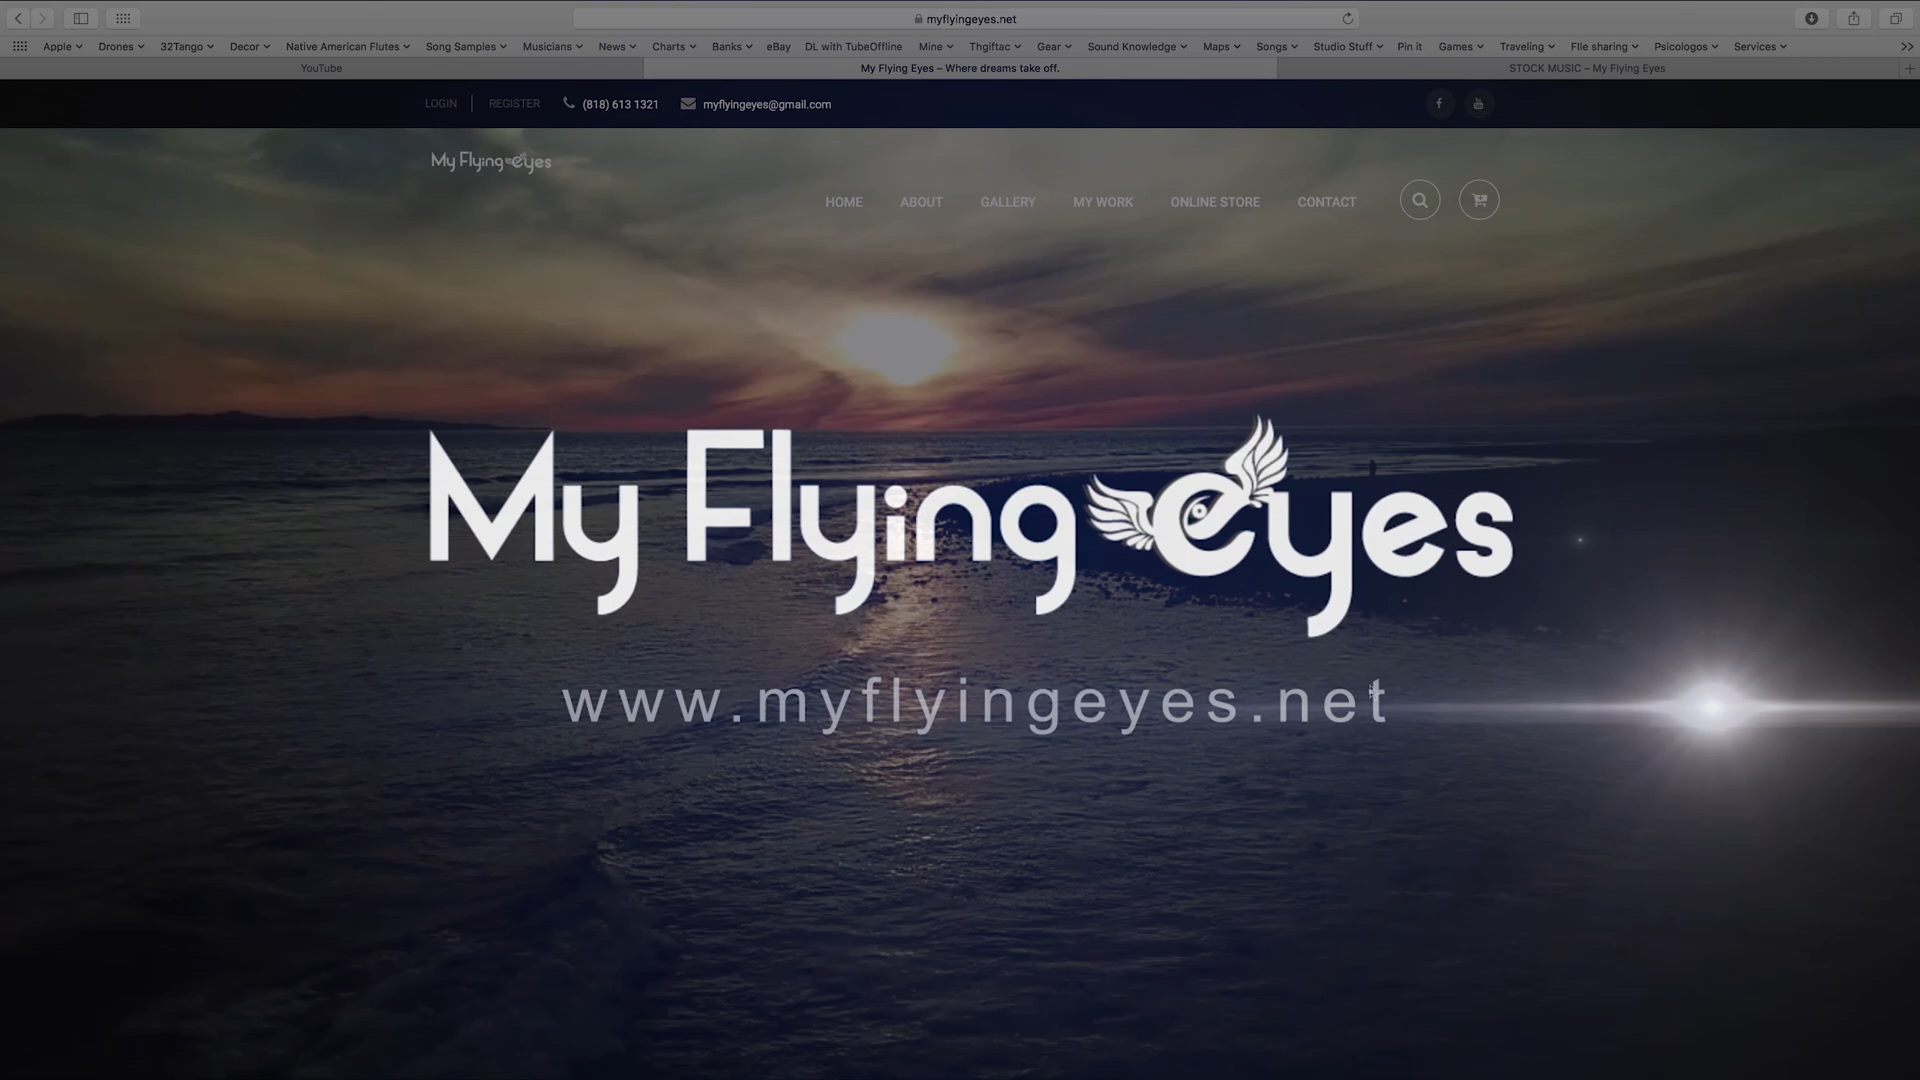 myflyingeyes.net
Apple Drones 32Tango Decor Native American Flutes Song Samples Musicians News Charts Banks eBay DL with TubeOffline Mine Thgiftac Gear Sound Knowledge Maps Songs Studio Stuff Pin it Games Traveling FIle sharing Psicologos Services
YouTube My Flying Eyes – Where dreams take off. STOCK MUSIC – My Flying Eyes
LOGIN REGISTER (818) 613 1321 myflyingeyes@gmail.com
My Flying eyes
HOME ABOUT GALLERY MY WORK ONLINE STORE CONTACT
My Flying eyes
www.myflyingeyes.net